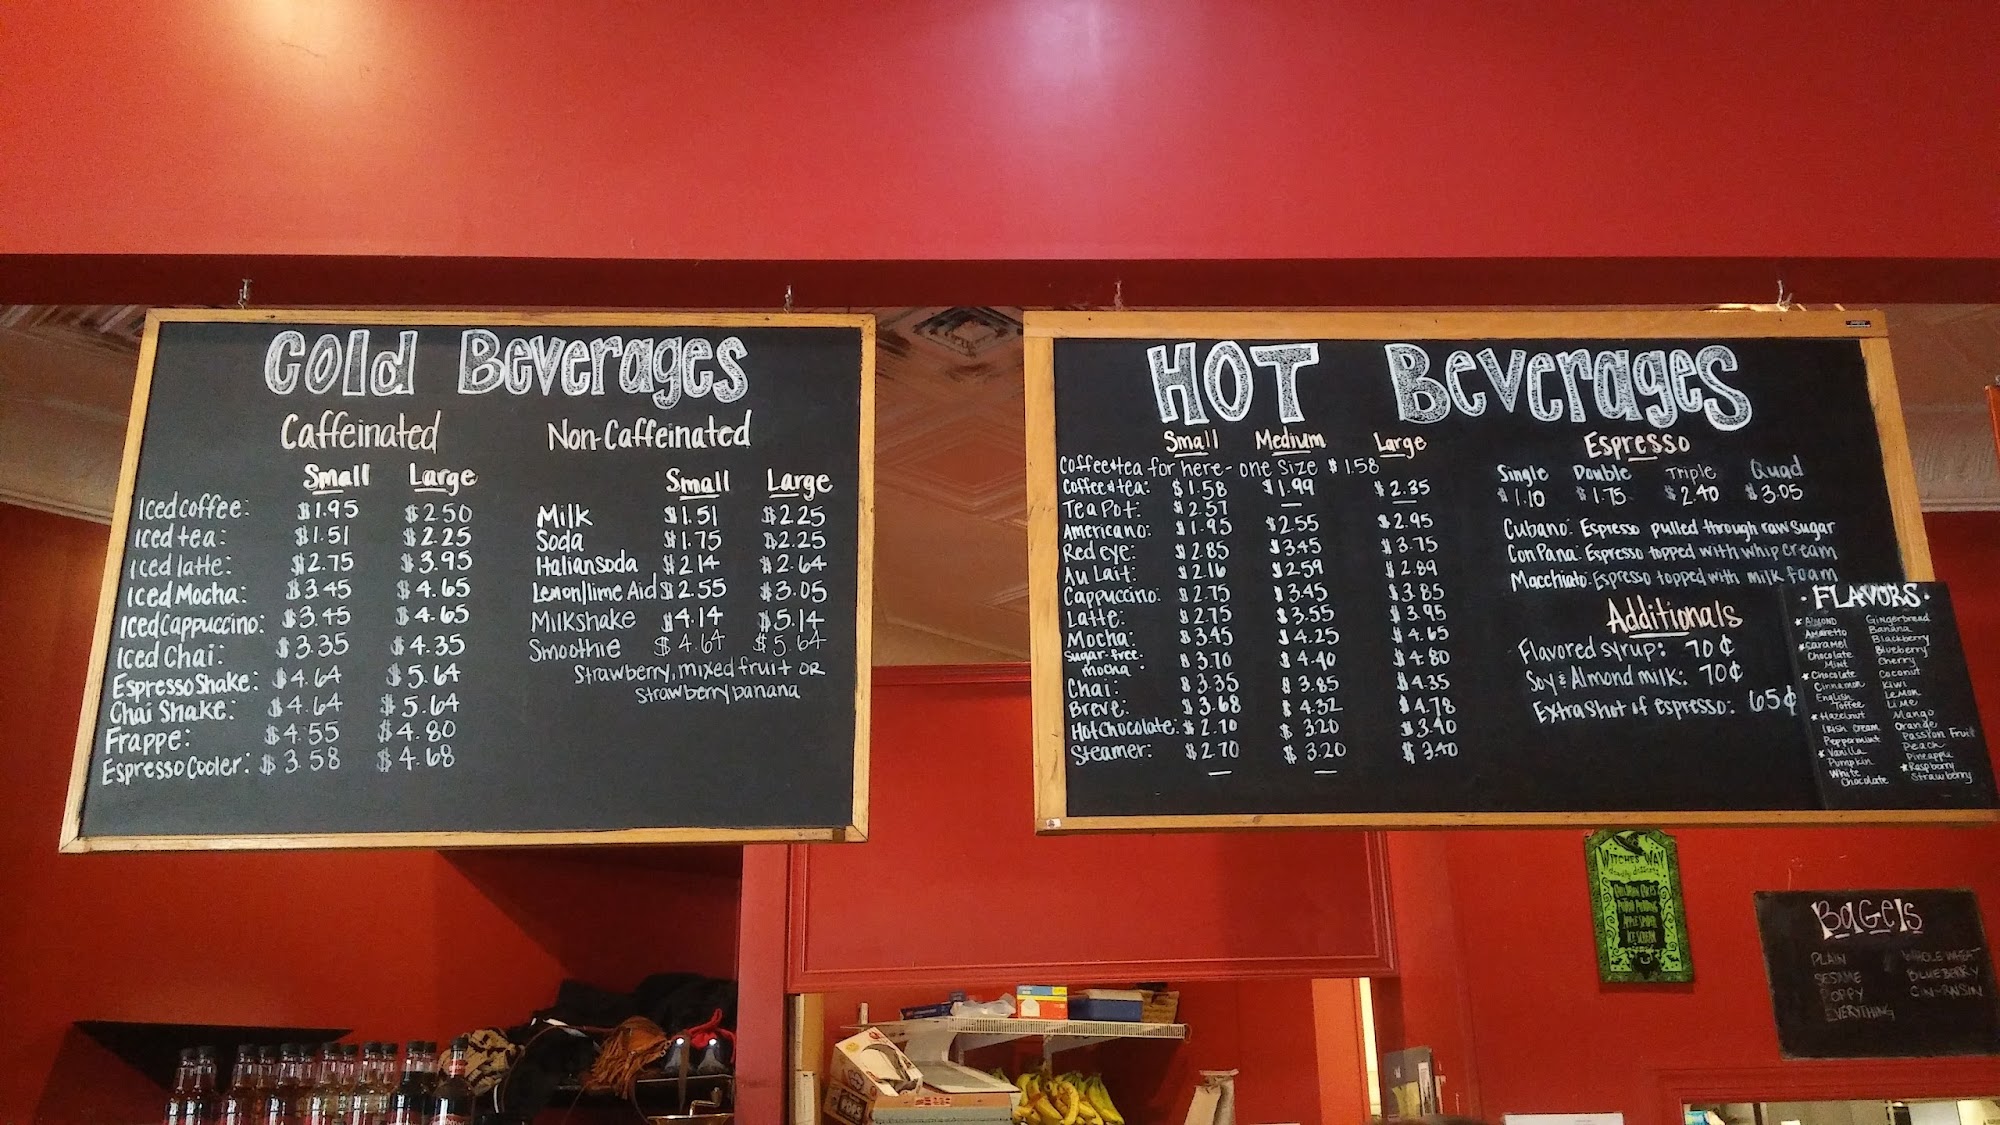 Cold Beverages
Caffeinated
Small Large
Iced coffee: $1.95 $2.50
Iced tea: $1.51 $2.25
Iced latte: $2.75 $3.95
Iced Mocha: $3.45 $4.65
Iced Cappuccino: $3.45 $4.65
Iced Chai: $3.35 $4.35
Espresso Shake: $4.64 $5.64
Chai Shake: $4.64 $5.64
Frappe: $4.55 $4.80
Espresso Cooler: $3.58 $4.68
Non-Caffeinated
Small Large
Milk $1.51 $2.25
Soda $1.75 $2.25
Italian soda $2.14 $2.64
Lemon/lime Aid $2.55 $3.05
Milkshake $4.14 $5.14
Smoothie $4.64 $5.64
Strawberry, mixed fruit OR
Strawberry banana
HOT Beverages
Small Medium Large
Coffee & tea for here - one size $1.58
Coffee & tea: $1.58 $1.99 $2.35
Tea Pot: $2.57 — —
Americano: $1.95 $2.55 $2.95
Red eye: $2.85 $3.45 $3.75
Au Lait: $2.16 $2.59 $2.89
Cappuccino: $2.75 $3.45 $3.85
Latte: $2.75 $3.55 $3.95
Mocha: $3.45 $4.25 $4.65
Sugar-free
mocha: $3.70 $4.40 $4.80
Chai: $3.35 $3.85 $4.35
Breve: $3.68 $4.32 $4.78
Hot Chocolate: $2.70 $3.20 $3.40
Steamer: $2.70 $3.20 $3.40
Espresso
Single Double Triple Quad
$1.10 $1.75 $2.40 $3.05
Cubano: Espresso pulled through raw sugar
Con Pana: Espresso topped with whip cream
Macchiato: Espresso topped with milk foam
Additionals
Flavored syrup: 70¢
Soy & Almond milk: 70¢
Extra shot of espresso: 65¢
· FLAVORS ·
★ Almond
Amaretto
★ Caramel
Chocolate
Mint
★ Chocolate
Cinnamon
English
Toffee
★ Hazelnut
Irish Cream
Peppermint
★ Vanilla
Pumpkin
White
Chocolate
Gingerbread
Banana
Blackberry
Blueberry
Cherry
Coconut
Kiwi
Lemon
Lime
Mango
Orange
Passion Fruit
Peach
Pineapple
★ Raspberry
Strawberry
WITCHES WAY
BaGels
PLAIN WHOLE WHEAT
SESAME BLUEBERRY
POPPY CIN-RAISIN
EVERYTHING